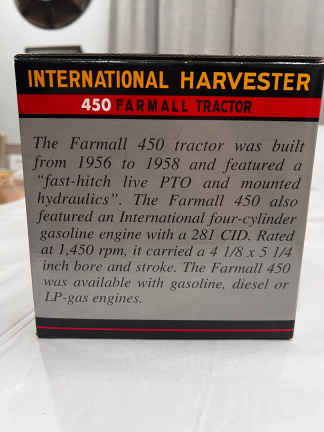 INTERNATIONAL HARVESTER
450 FARMALL TRACTOR
The Farmall 450 tractor was built
from 1956 to 1958 and featured a
"fast-hitch live PTO and mounted
hydraulics". The Farmall 450 also
featured an International four-cylinder
gasoline engine with a 281 CID. Rated
at 1,450 rpm, it carried a 4 1/8 x 5 1/4
inch bore and stroke. The Farmall 450
was available with gasoline, diesel or
LP-gas engines.